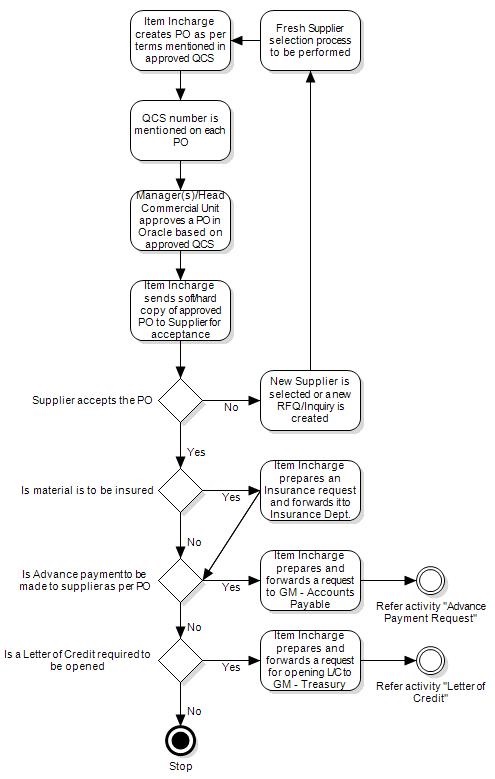 Item Incharge
creates PO as per
terms mentioned in
approved QCS
Fresh Supplier
selection process
to be performed
QCS number is
mentioned on each
PO
Manager(s)/Head
Commercial Unit
approves a PO in
Oracle based on
approved QCS
Item Incharge
sends soft/hard
copy of approved
PO to Supplier for
acceptance
Supplier accepts the PO
No
New Supplier is
selected or a new
RFQ/Inquiry is
created
Yes
Is material is to be insured
Yes
Item Incharge
prepares an
Insurance request
and forwards it to
Insurance Dept.
No
Is Advance payment to be
made to supplier as per PO
Yes
Item Incharge
prepares and
forwards a request
to GM - Accounts
Payable
Refer activity "Advance
Payment Request"
No
Is a Letter of Credit required to
be opened
Yes
Item Incharge
prepares and
forwards a request
for opening L/C to
GM - Treasury
Refer activity "Letter of
Credit"
No
Stop